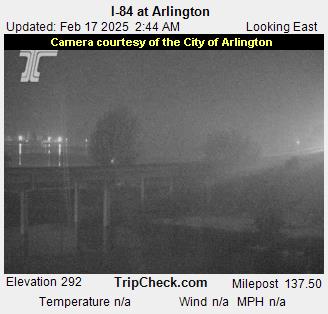 I-84 at Arlington
Updated: Feb 17 2025 2:44 AM Looking East
Camera courtesy of the City of Arlington
Elevation 292 TripCheck.com Milepost 137.50
Temperature n/a Wind n/a MPH n/a